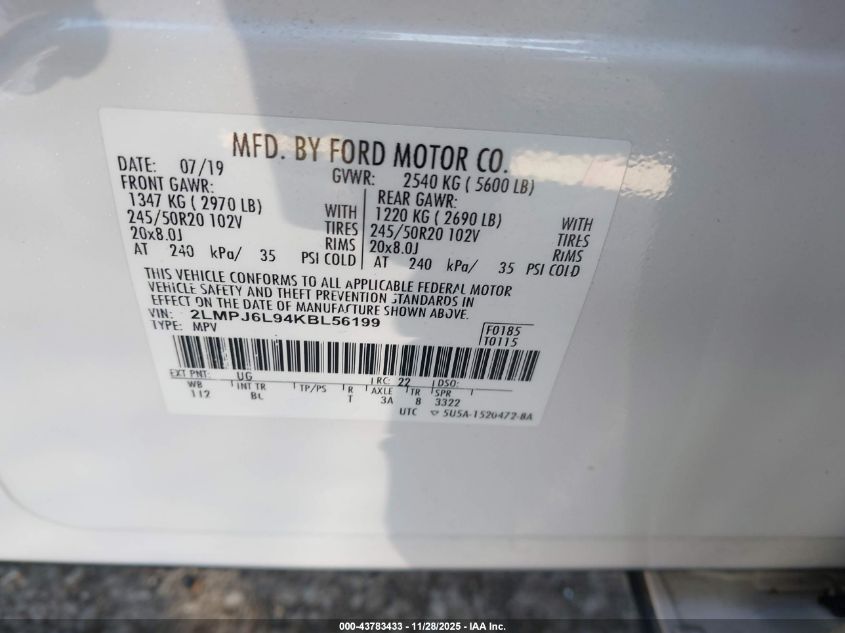 MFD. BY FORD MOTOR CO.
DATE: 07/19 GVWR: 2540 KG ( 5600 LB)
FRONT GAWR: REAR GAWR:
1347 KG ( 2970 LB) WITH 1220 KG ( 2690 LB) WITH
245/50R20 102V TIRES 245/50R20 102V TIRES
20x8.0J RIMS 20x8.0J RIMS
AT 240 kPa/ 35 PSI COLD AT 240 kPa/ 35 PSI COLD
THIS VEHICLE CONFORMS TO ALL APPLICABLE FEDERAL MOTOR
VEHICLE SAFETY AND THEFT PREVENTION STANDARDS IN
EFFECT ON THE DATE OF MANUFACTURE SHOWN ABOVE.
VIN: 2LMPJ6L94KBL56199
TYPE: MPV F0185
T0115
EXT PNT: UG RC: 22 DSO:
WB INT TR TP/PS R AXLE TR SPR
112 BL T 3A 8 3322
UTC 5U5A-1520472-BA
000-43783433 - 11/28/2025 - IAA Inc.